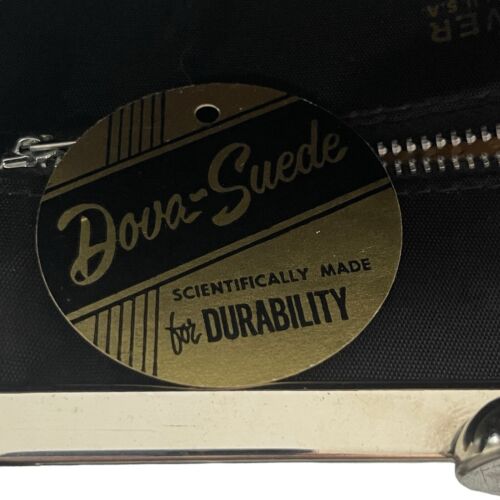 Dova-Suede
SCIENTIFICALLY MADE
for DURABILITY
U.S.A.